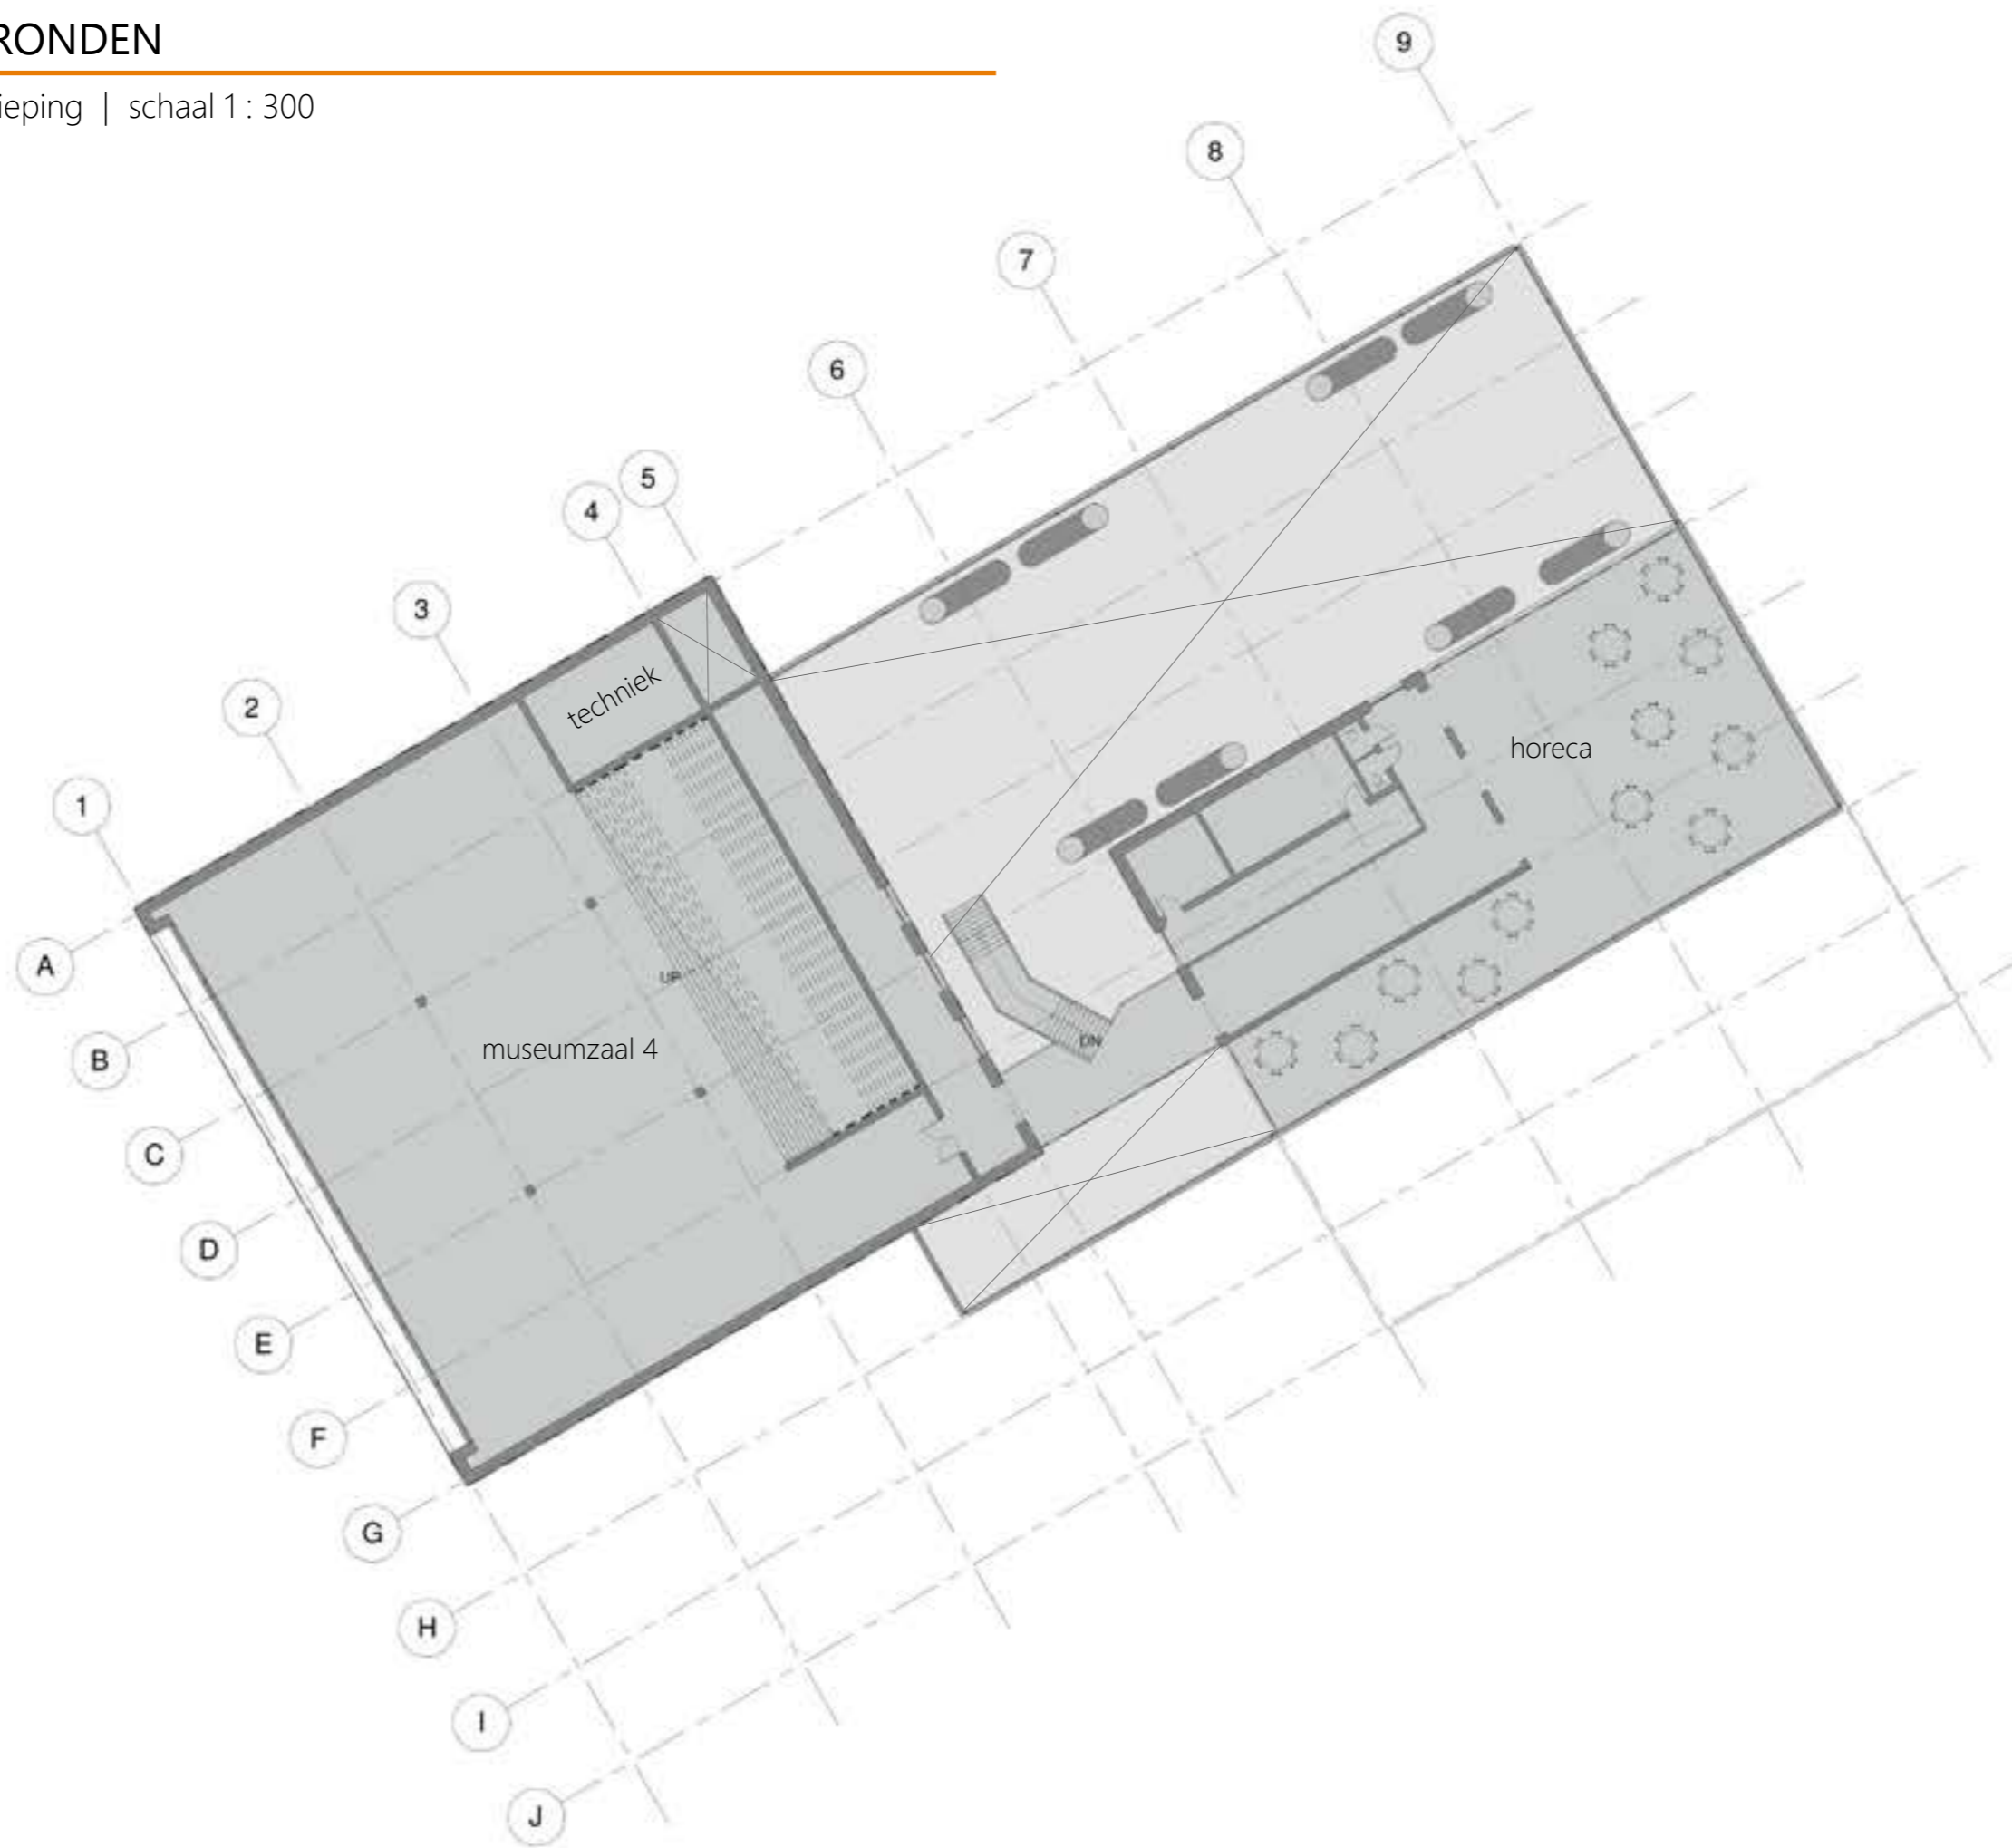 RONDEN
ieping | schaal 1 : 300
9
8
7
6
5
4
3
2
1
techniek
horeca
museumzaal 4
UP
DN
A
B
C
D
E
F
G
H
I
J